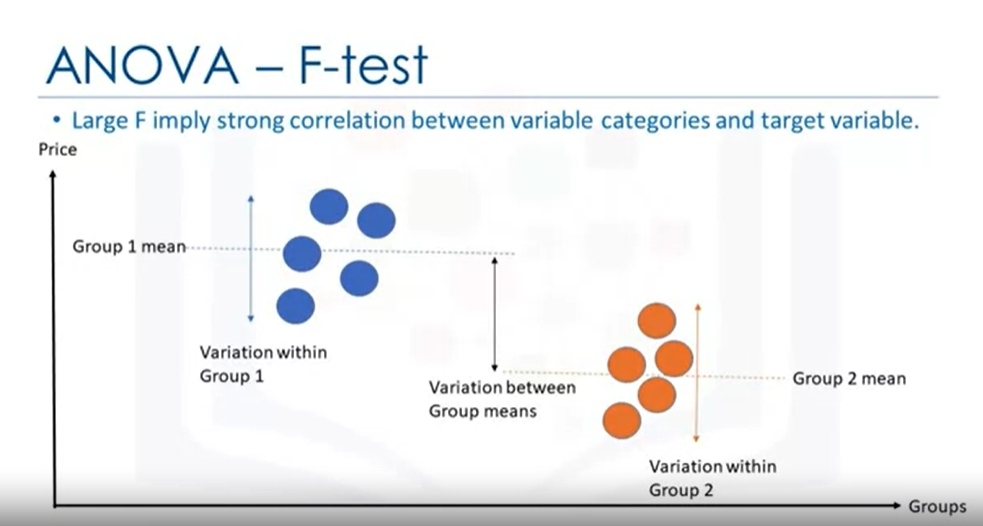 ANOVA – F-test
• Large F imply strong correlation between variable categories and target variable.
Price
Group 1 mean
Variation within
Group 1
Variation between
Group means
Group 2 mean
Variation within
Group 2
Groups